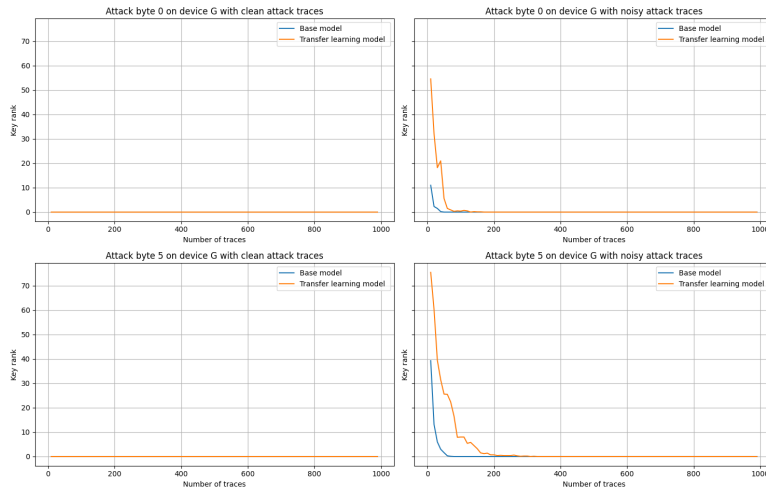 Attack byte 0 on device G with clean attack traces
Key rank
70
60
50
40
30
20
10
0
Base model
Transfer learning model
0 200 400 600 800 1000
Number of traces
Attack byte 0 on device G with noisy attack traces
Key rank
Base model
Transfer learning model
0 200 400 600 800 1000
Number of traces
Attack byte 5 on device G with clean attack traces
Key rank
70
60
50
40
30
20
10
0
Base model
Transfer learning model
0 200 400 600 800 1000
Number of traces
Attack byte 5 on device G with noisy attack traces
Key rank
Base model
Transfer learning model
0 200 400 600 800 1000
Number of traces